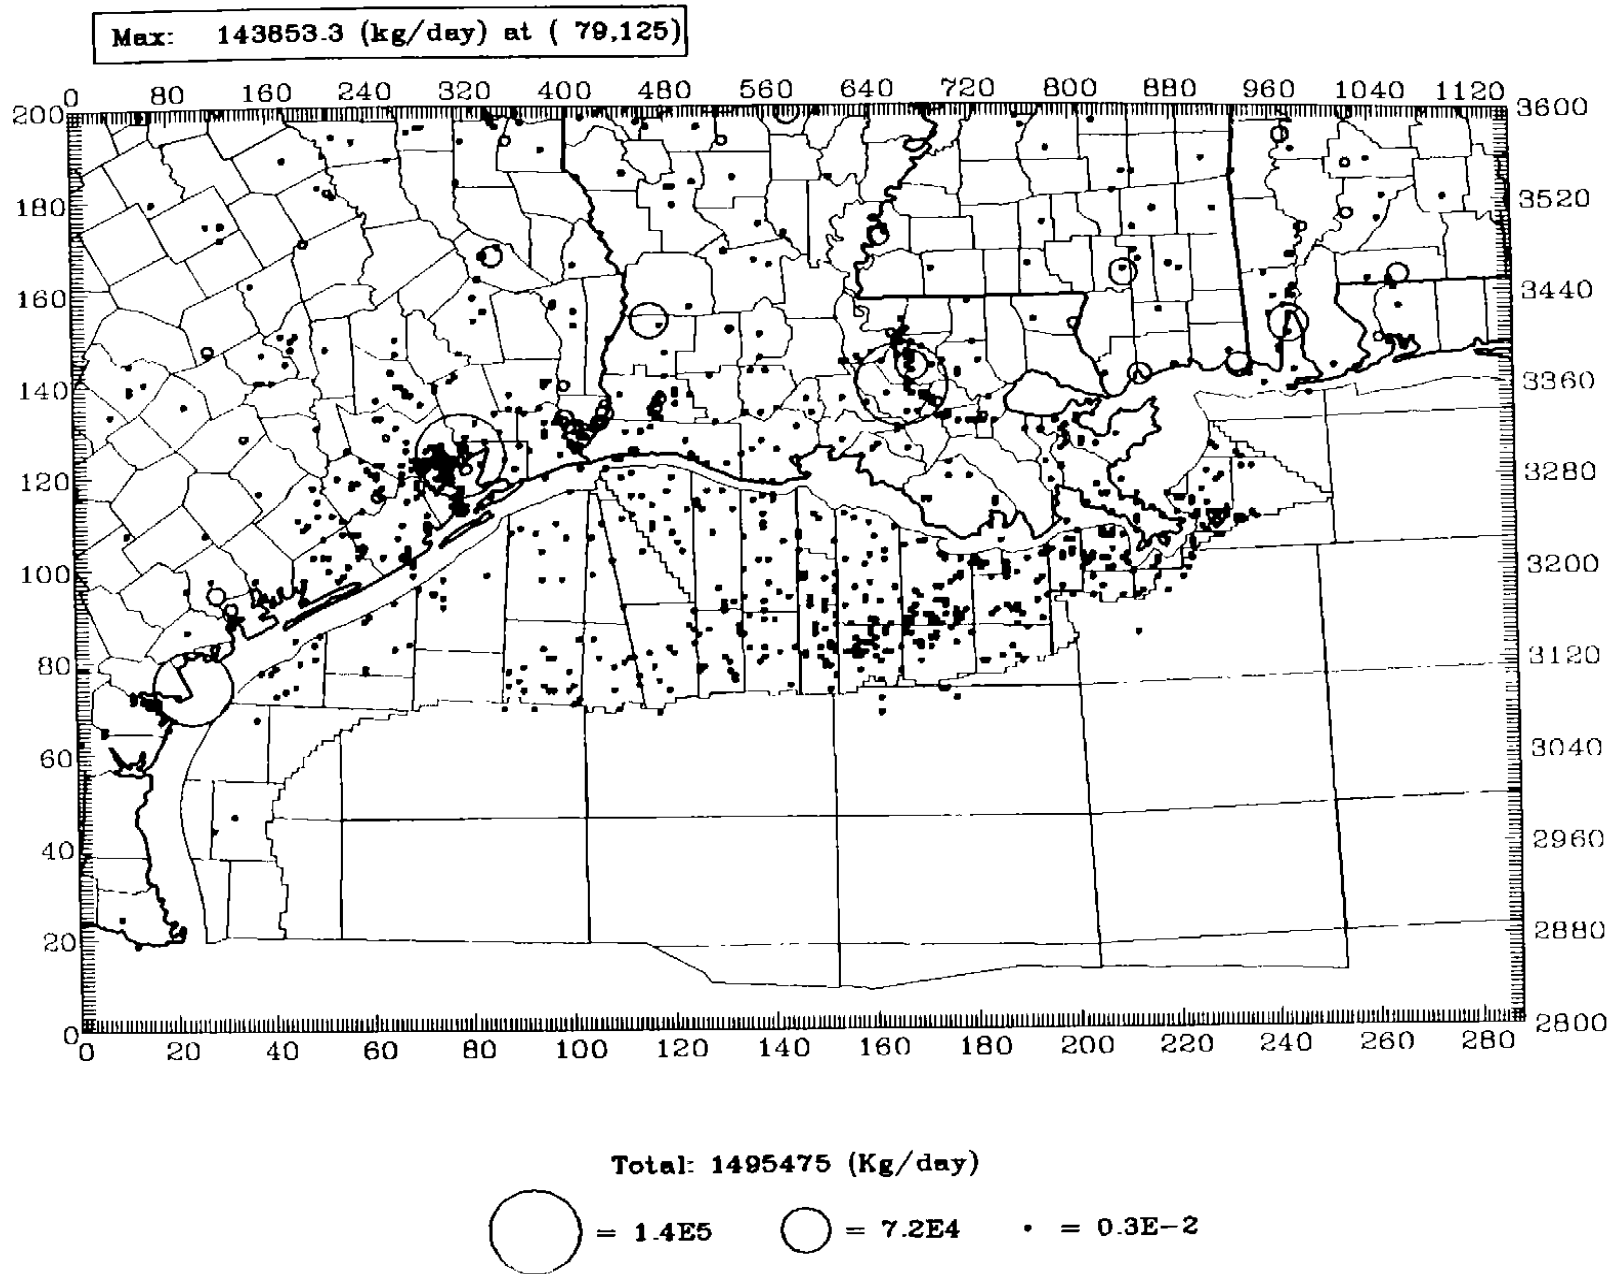 Max: 143853.3 (kg/day) at ( 79,125)
0 80 160 240 320 400 480 560 640 720 800 880 960 1040 1120
200 3600
180 3520
160 3440
140 3360
120 3280
100 3200
80 3120
60 3040
40 2960
20 2880
0 2800
0 20 40 60 80 100 120 140 160 180 200 220 240 260 280
Total: 1495475 (Kg/day)
= 1.4E5 = 7.2E4 = 0.3E-2